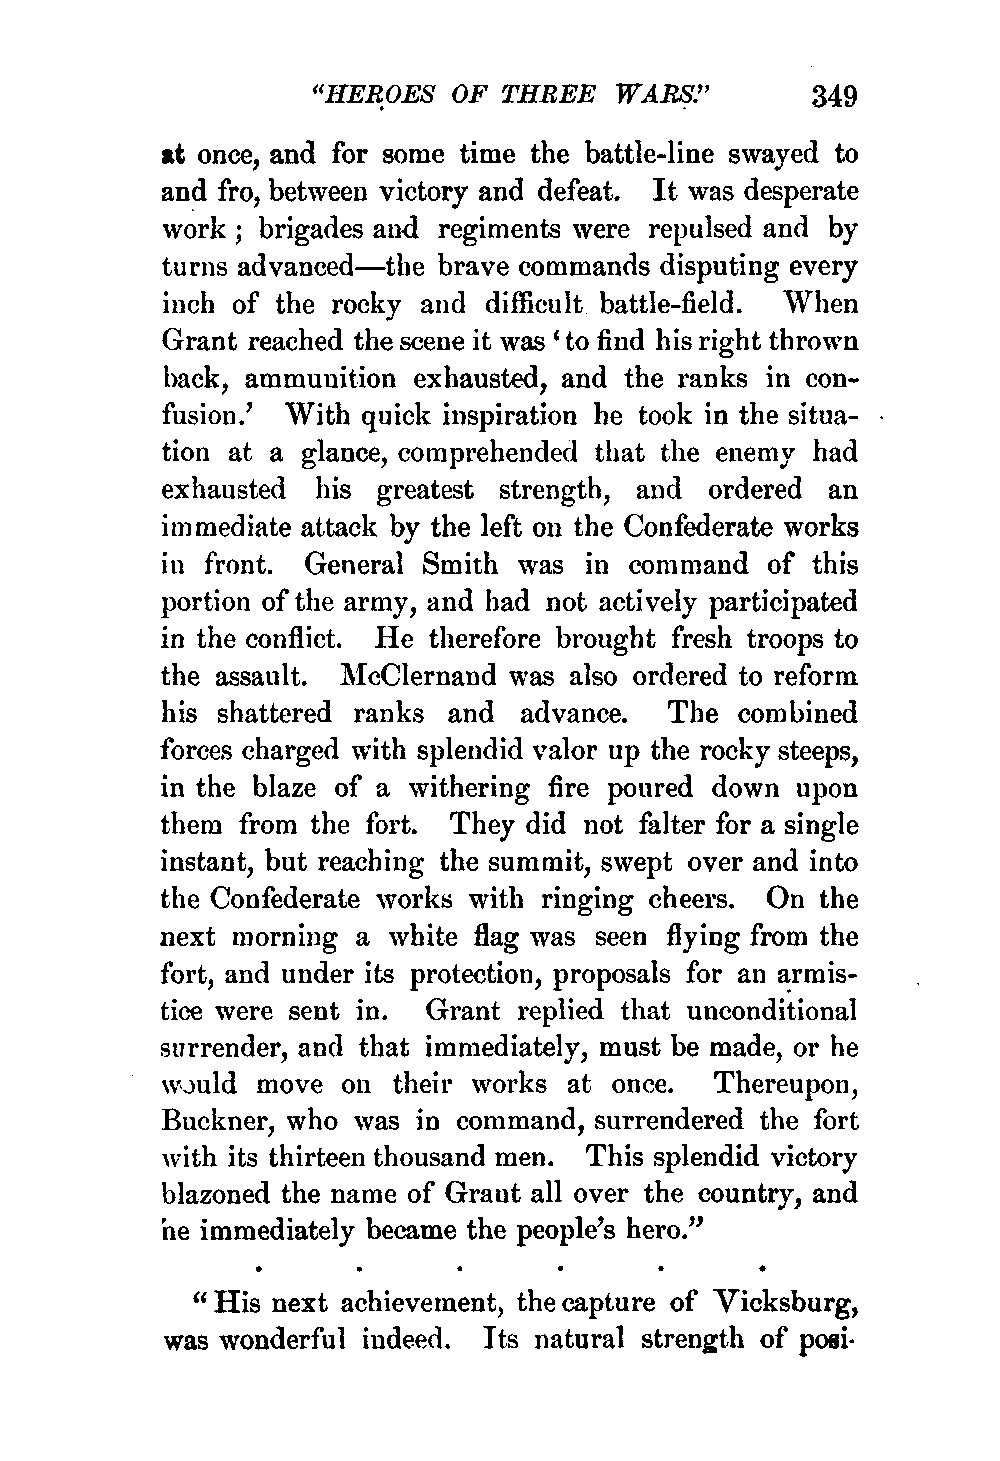 "HEROES OF THREE WARS." 349
at once, and for some time the battle-line swayed to
and fro, between victory and defeat. It was desperate
work ; brigades and regiments were repulsed and by
turns advanced—the brave commands disputing every
inch of the rocky and difficult battle-field. When
Grant reached the scene it was ‘to find his right thrown
back, ammunition exhausted, and the ranks in con-
fusion.’ With quick inspiration he took in the situa-
tion at a glance, comprehended that the enemy had
exhausted his greatest strength, and ordered an
immediate attack by the left on the Confederate works
in front. General Smith was in command of this
portion of the army, and had not actively participated
in the conflict. He therefore brought fresh troops to
the assault. McClernand was also ordered to reform
his shattered ranks and advance. The combined
forces charged with splendid valor up the rocky steeps,
in the blaze of a withering fire poured down upon
them from the fort. They did not falter for a single
instant, but reaching the summit, swept over and into
the Confederate works with ringing cheers. On the
next morning a white flag was seen flying from the
fort, and under its protection, proposals for an armis-
tice were sent in. Grant replied that unconditional
surrender, and that immediately, must be made, or he
would move on their works at once. Thereupon,
Buckner, who was in command, surrendered the fort
with its thirteen thousand men. This splendid victory
blazoned the name of Grant all over the country, and
he immediately became the people's hero."
. . . . . .
"His next achievement, the capture of Vicksburg,
was wonderful indeed. Its natural strength of posi-